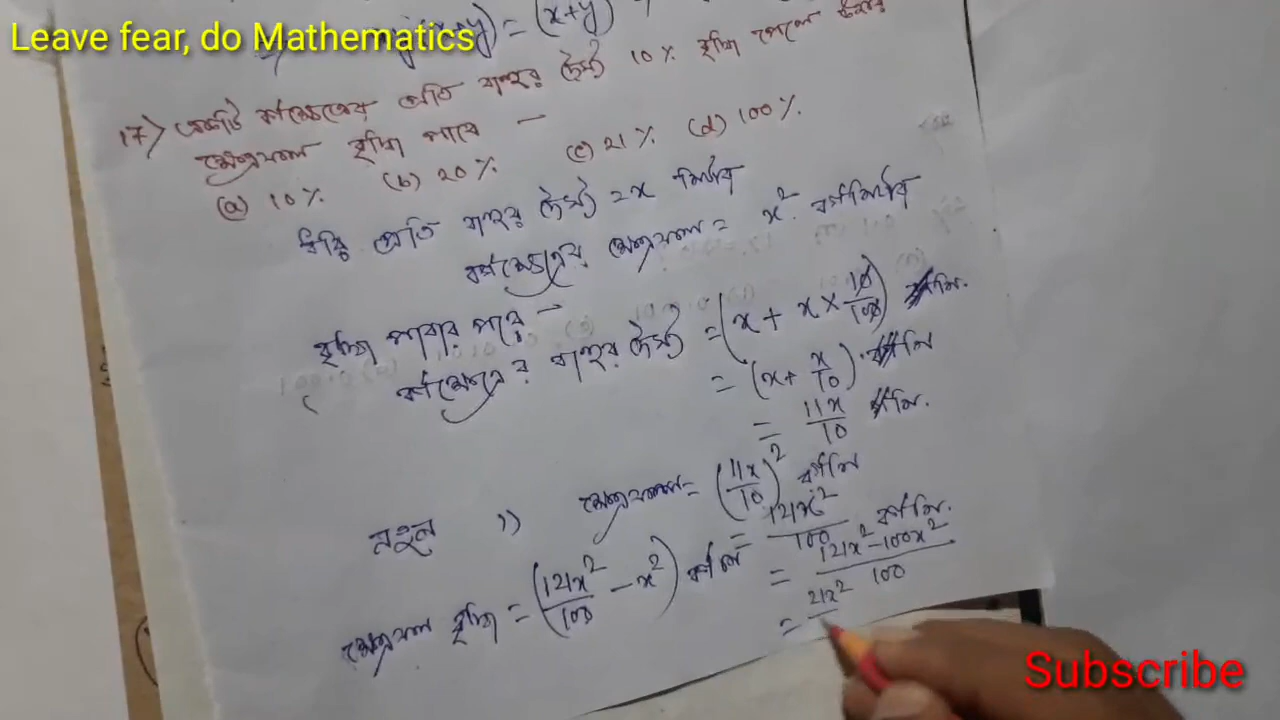 (x+y) = (x+y)
Leave fear, do Mathematics
17) একটি বর্গক্ষেত্রের প্রতি বাহুর দৈর্ঘ্য 10% বৃদ্ধি পেলে উহার
ক্ষেত্রফল বৃদ্ধি পাবে —
(a) 10% (b) 20% (c) 21% (d) 100%.
ধরি প্রতি বাহুর দৈর্ঘ্য = x মিটার
বর্গক্ষেত্রের ক্ষেত্রফল = x² বর্গমিটার
বৃদ্ধি পাবার পরে —
বর্গক্ষেত্রের বাহুর দৈর্ঘ্য = (x + x × 10/100) মি.
= (x + x/10) মি
= 11x/10 মি.
নতুন " ক্ষেত্রফল = (11x/10)² বর্গমি
= 121x²/100 বর্গমি.
ক্ষেত্রফল বৃদ্ধি = (121x²/100 − x²) বর্গমি = 121x² − 100x²/100
= 21x²
Subscribe